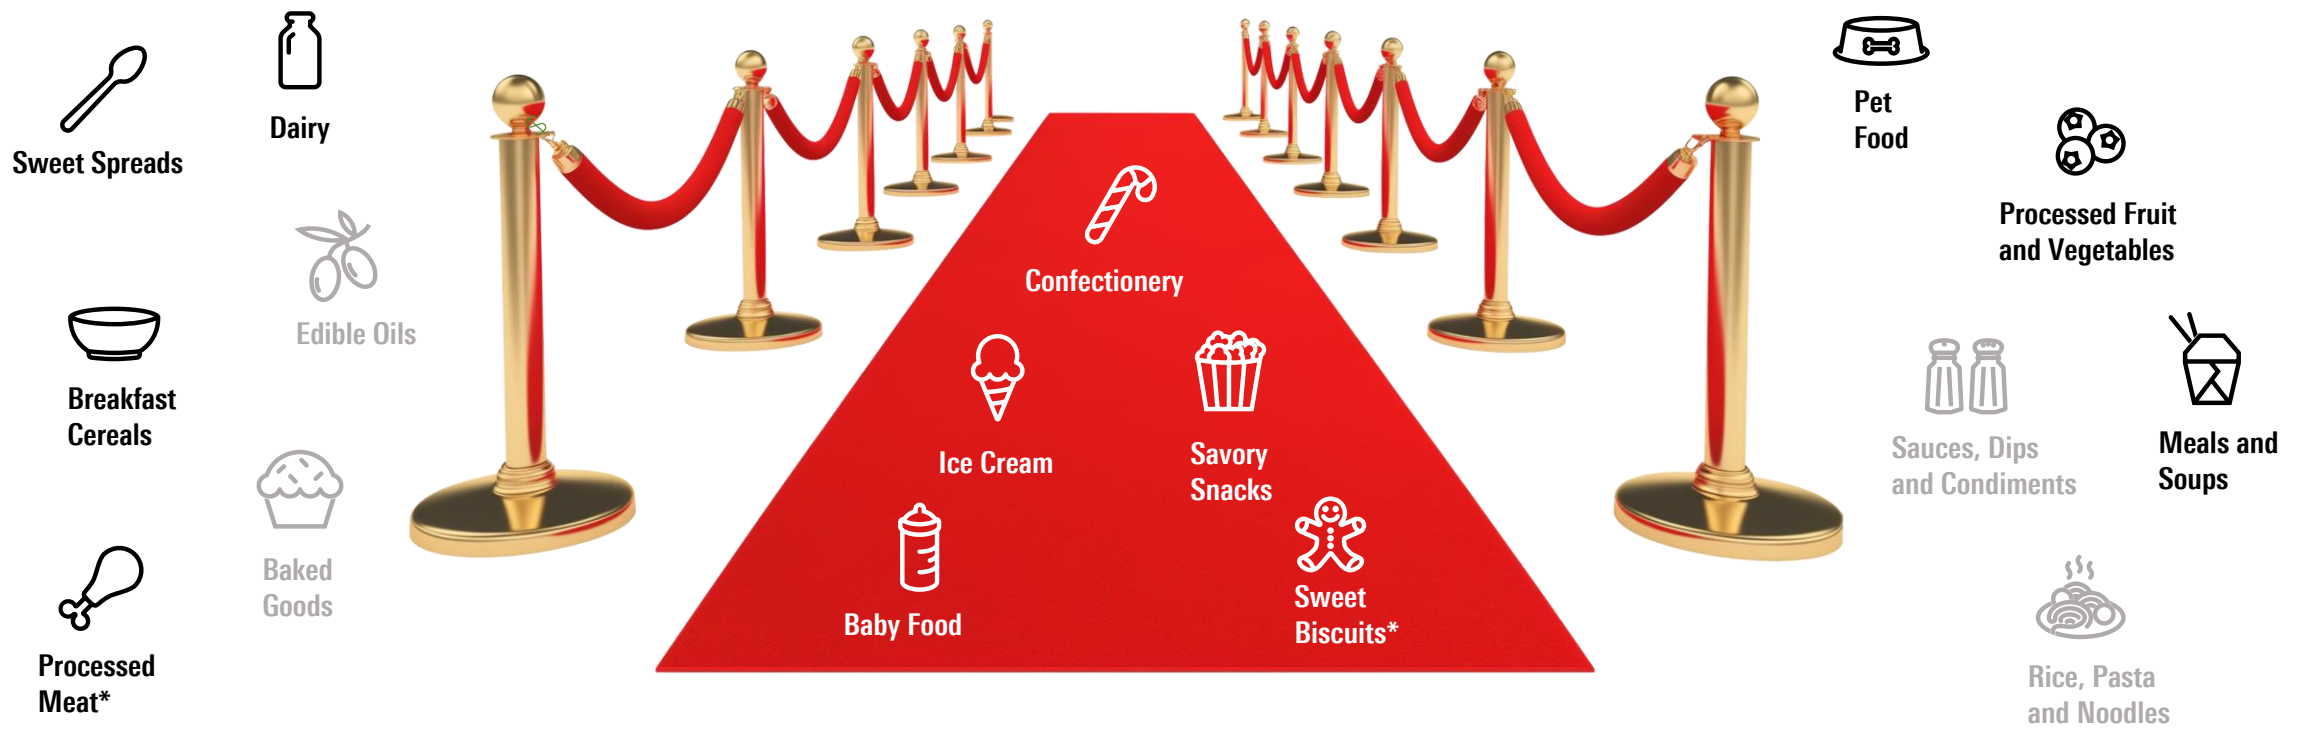 Sweet Spreads
Dairy
Edible Oils
Breakfast
Cereals
Baked
Goods
Processed
Meat*
Confectionery
Ice Cream
Savory
Snacks
Baby Food
Sweet
Biscuits*
Pet
Food
Processed Fruit
and Vegetables
Sauces, Dips
and Condiments
Meals and
Soups
Rice, Pasta
and Noodles